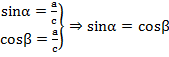 sinα = a/c
cosβ = a/c } ⇒ sinα = cosβ